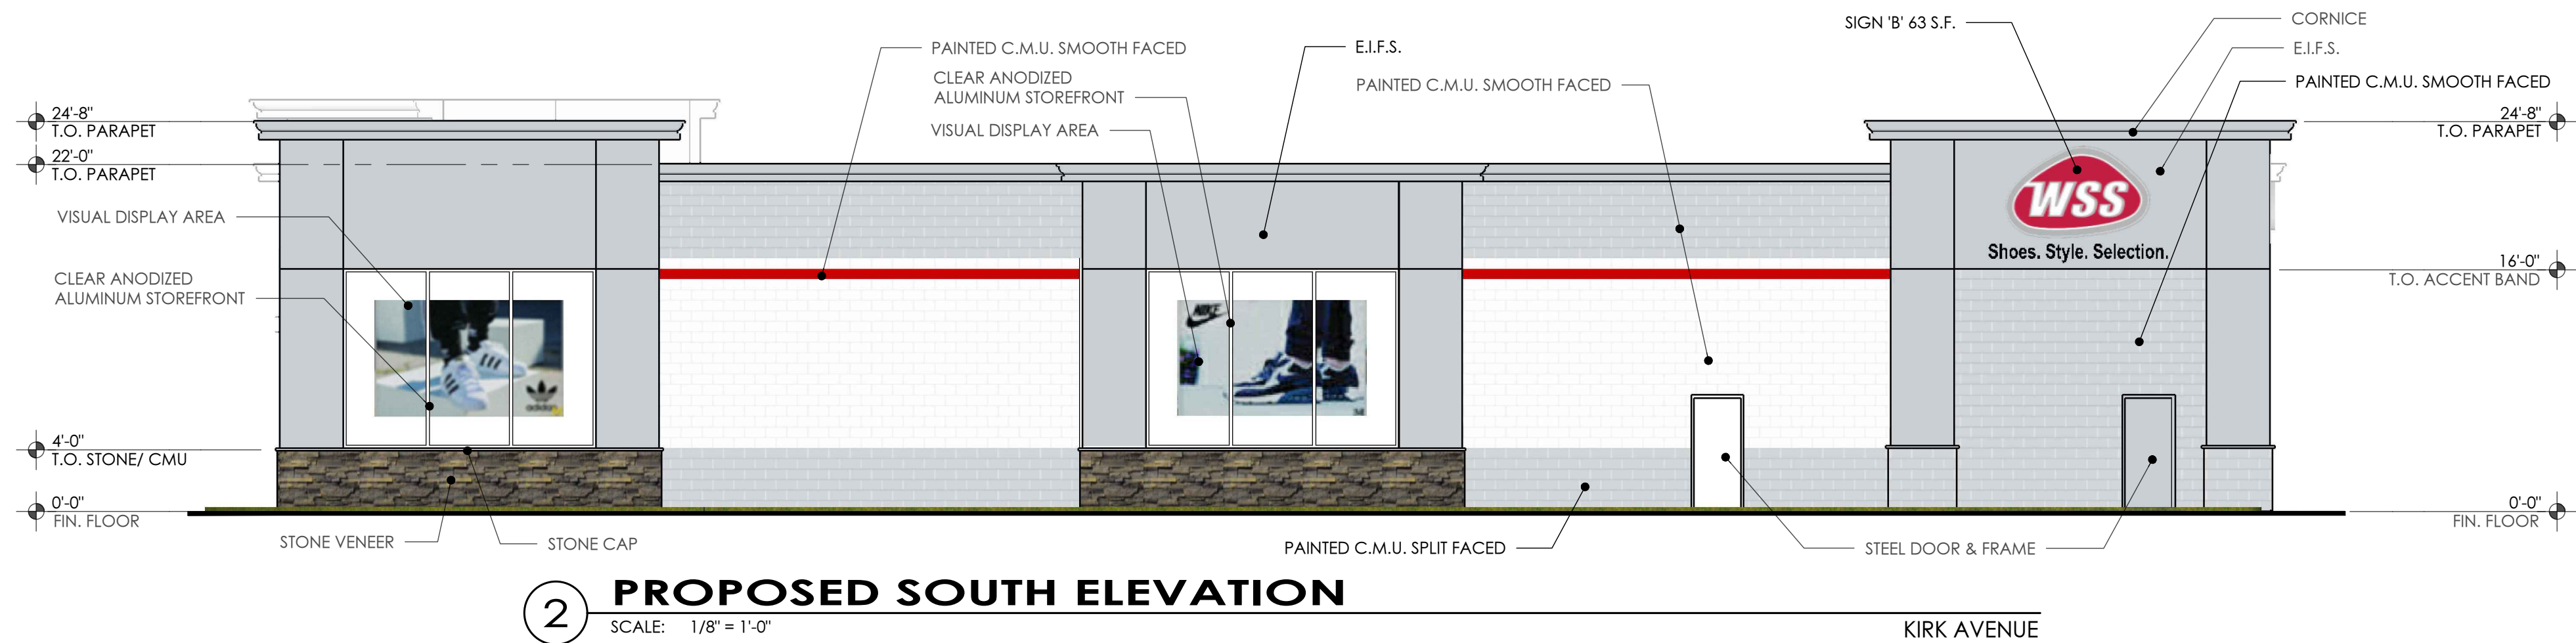 SIGN 'B' 63 S.F.
CORNICE
PAINTED C.M.U. SMOOTH FACED
E.I.F.S.
E.I.F.S.
CLEAR ANODIZED
ALUMINUM STOREFRONT
PAINTED C.M.U. SMOOTH FACED
PAINTED C.M.U. SMOOTH FACED
VISUAL DISPLAY AREA
24'-8"
T.O. PARAPET
24'-8"
T.O. PARAPET
22'-0"
T.O. PARAPET
WSS
Shoes. Style. Selection.
VISUAL DISPLAY AREA
CLEAR ANODIZED
ALUMINUM STOREFRONT
16'-0"
T.O. ACCENT BAND
NIKE
adidas
4'-0"
T.O. STONE/ CMU
0'-0"
FIN. FLOOR
0'-0"
FIN. FLOOR
STONE VENEER
STONE CAP
PAINTED C.M.U. SPLIT FACED
STEEL DOOR & FRAME
2
PROPOSED SOUTH ELEVATION
SCALE: 1/8" = 1'-0"
KIRK AVENUE